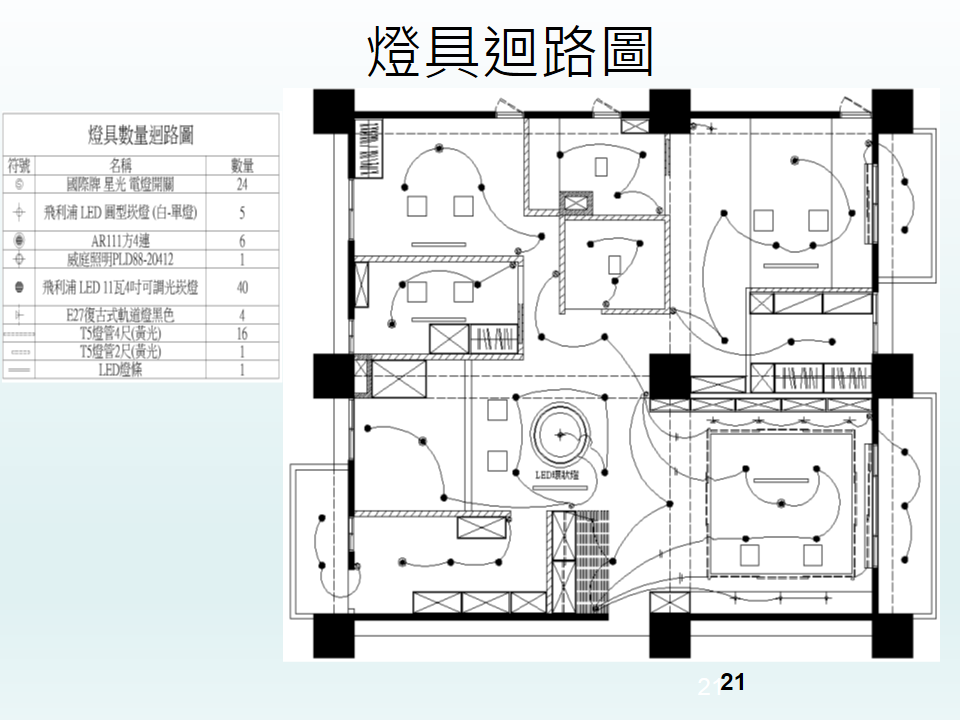 燈具迴路圖
燈具數量迴路圖
符號 名稱 數量
國際牌 星光 電燈開關 24
飛利浦 LED 圓型崁燈 (白-單燈) 5
AR111方4連 6
威庭照明PLD88-20412 1
飛利浦 LED 11瓦4吋可調光崁燈 40
E27復古式軌道燈黑色 4
T5燈管4尺(黃光) 16
T5燈管2尺(黃光) 1
LED燈條 1
LED環狀燈
21
21